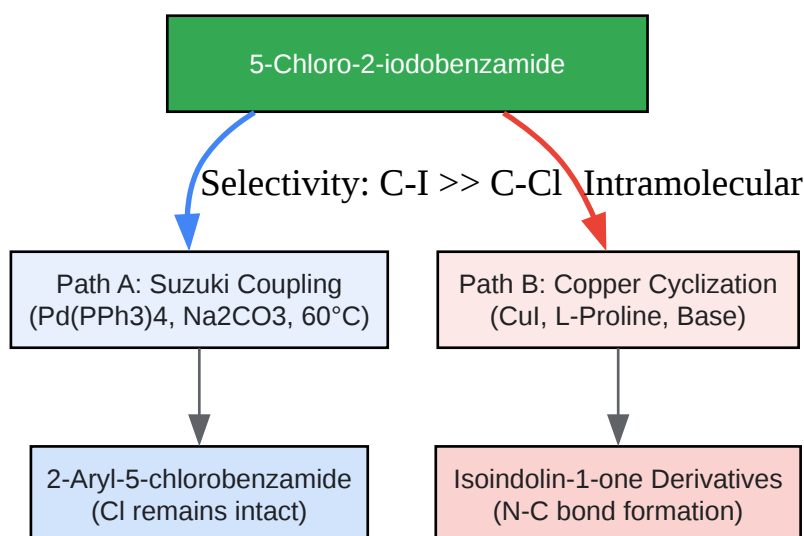 5-Chloro-2-iodobenzamide
Selectivity: C-I >> C-Cl
Intramolecular
Path A: Suzuki Coupling
(Pd(PPh3)4, Na2CO3, 60°C)
Path B: Copper Cyclization
(CuI, L-Proline, Base)
2-Aryl-5-chlorobenzamide
(Cl remains intact)
Isoindolin-1-one Derivatives
(N-C bond formation)